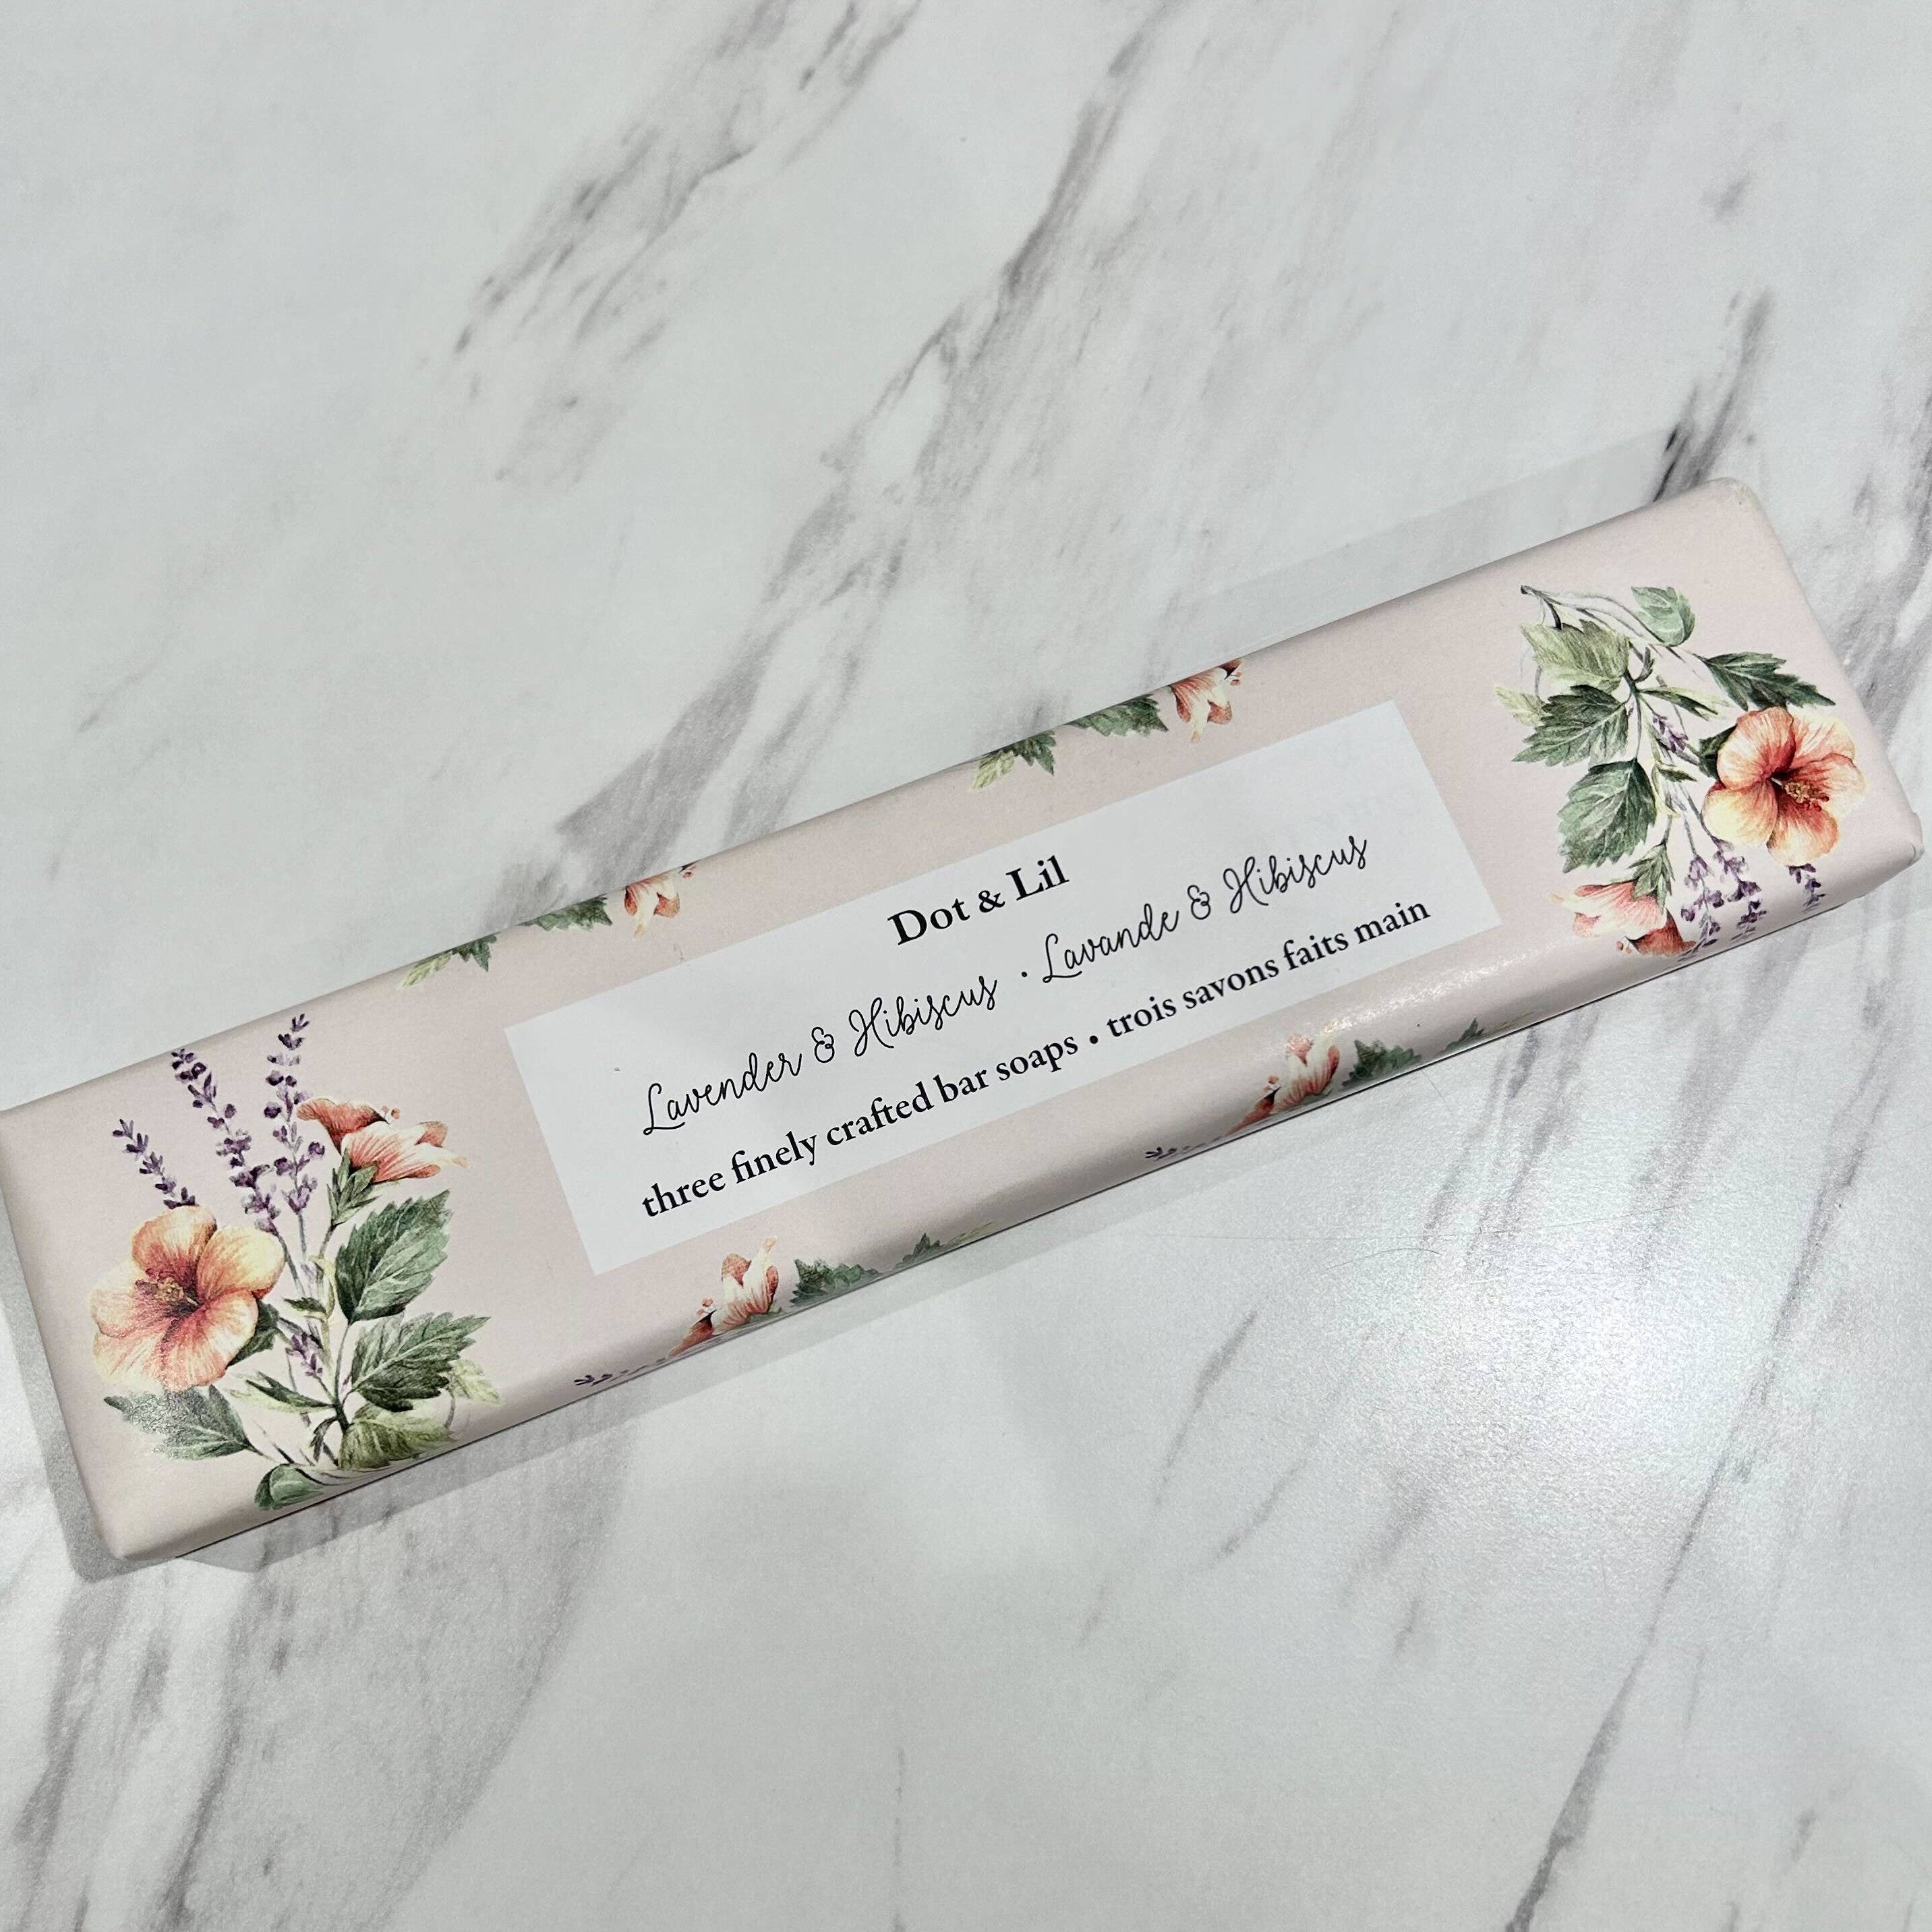 Dot & Lil
Lavender & Hibiscus · Lavande & Hibiscus
three finely crafted bar soaps • trois savons faits main